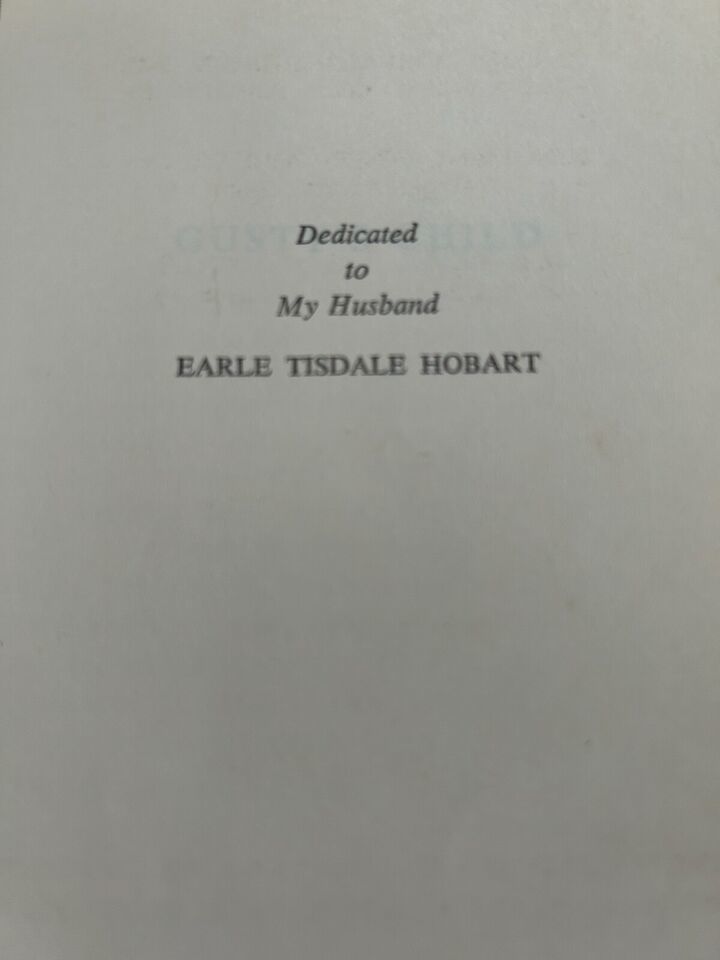 Dedicated
to
My Husband
EARLE TISDALE HOBART